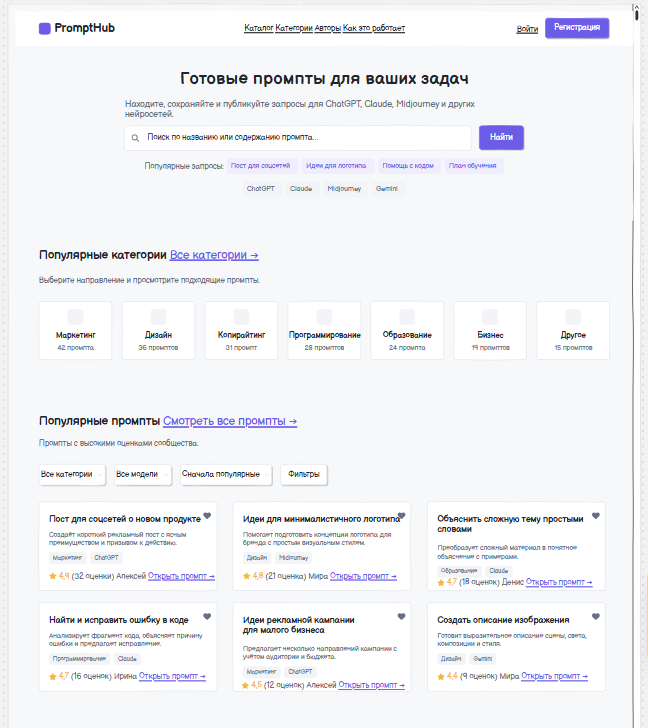 PromptHub Каталог Категории Авторы Как это работает Войти Регистрация
Готовые промпты для ваших задач
Находите, сохраняйте и публикуйте запросы для ChatGPT, Claude, Midjourney и других
нейросетей.
Поиск по названию или содержанию промпта... Найти
Популярные запросы: Пост для соцсетей Идеи для логотипа Помощь с кодом План обучения
ChatGPT Claude Midjourney Gemini
Популярные категории Все категории →
Выберите направление и просмотрите подходящие промпты.
Маркетинг Дизайн Копирайтинг Программирование Образование Бизнес Другое
42 промпта 36 промптов 31 промпт 28 промптов 24 промпта 19 промптов 15 промптов
Популярные промпты Смотреть все промпты →
Промпты с высокими оценками сообщества.
Все категории Все модели Сначала популярные Фильтры
Пост для соцсетей о новом продукте
Создаёт короткий рекламный пост с ясным
преимуществом и призывом к действию.
Маркетинг ChatGPT
4,9 (32 оценки) Алексей Открыть промпт →
Идеи для минималистичного логотипа
Помогает подготовить концепции логотипа для
бренда с простым визуальным стилем.
Дизайн Midjourney
4,8 (21 оценка) Мира Открыть промпт →
Объяснить сложную тему простыми
словами
Преобразует сложный материал в понятное
объяснение с примерами.
Образование Claude
4,7 (18 оценок) Денис Открыть промпт →
Найти и исправить ошибку в коде
Анализирует фрагмент кода, объясняет причину
ошибки и предлагает исправление.
Программирование Claude
4,7 (16 оценок) Ирина Открыть промпт →
Идеи рекламной кампании
для малого бизнеса
Предлагает несколько направлений кампании с
учётом аудитории и бюджета.
Маркетинг ChatGPT
4,5 (12 оценок) Алексей Открыть промпт →
Создать описание изображения
Готовит выразительное описание сцены, света,
композиции и стиля.
Дизайн Gemini
4,4 (9 оценок) Мира Открыть промпт →